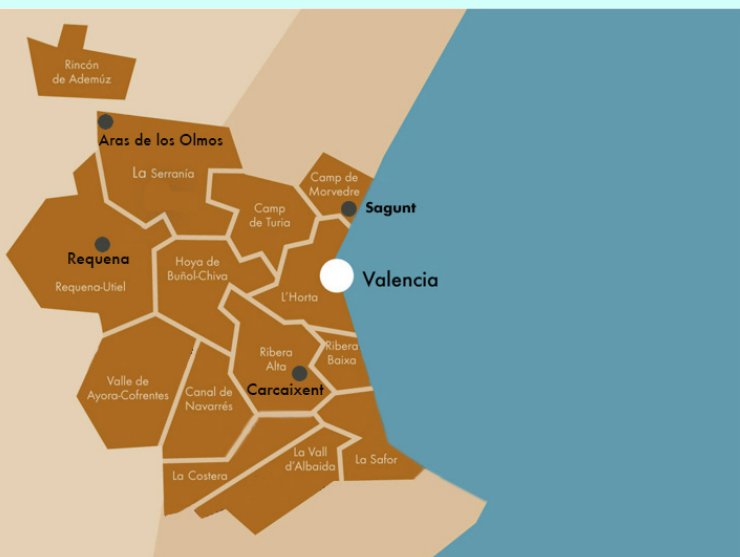 Rincón
de Ademúz
Aras de los Olmos
La Serranía
Camp de
Morvedre
Sagunt
Camp
de Turia
Requena
Requena-Utiel
Hoya de
Buñol-Chiva
Valencia
L'Horta
Ribera
Alta
Ribera
Baixa
Carcaixent
Valle de
Ayora-Cofrentes
Canal de
Navarrés
La Vall
d'Albaida
La Safor
La Costera